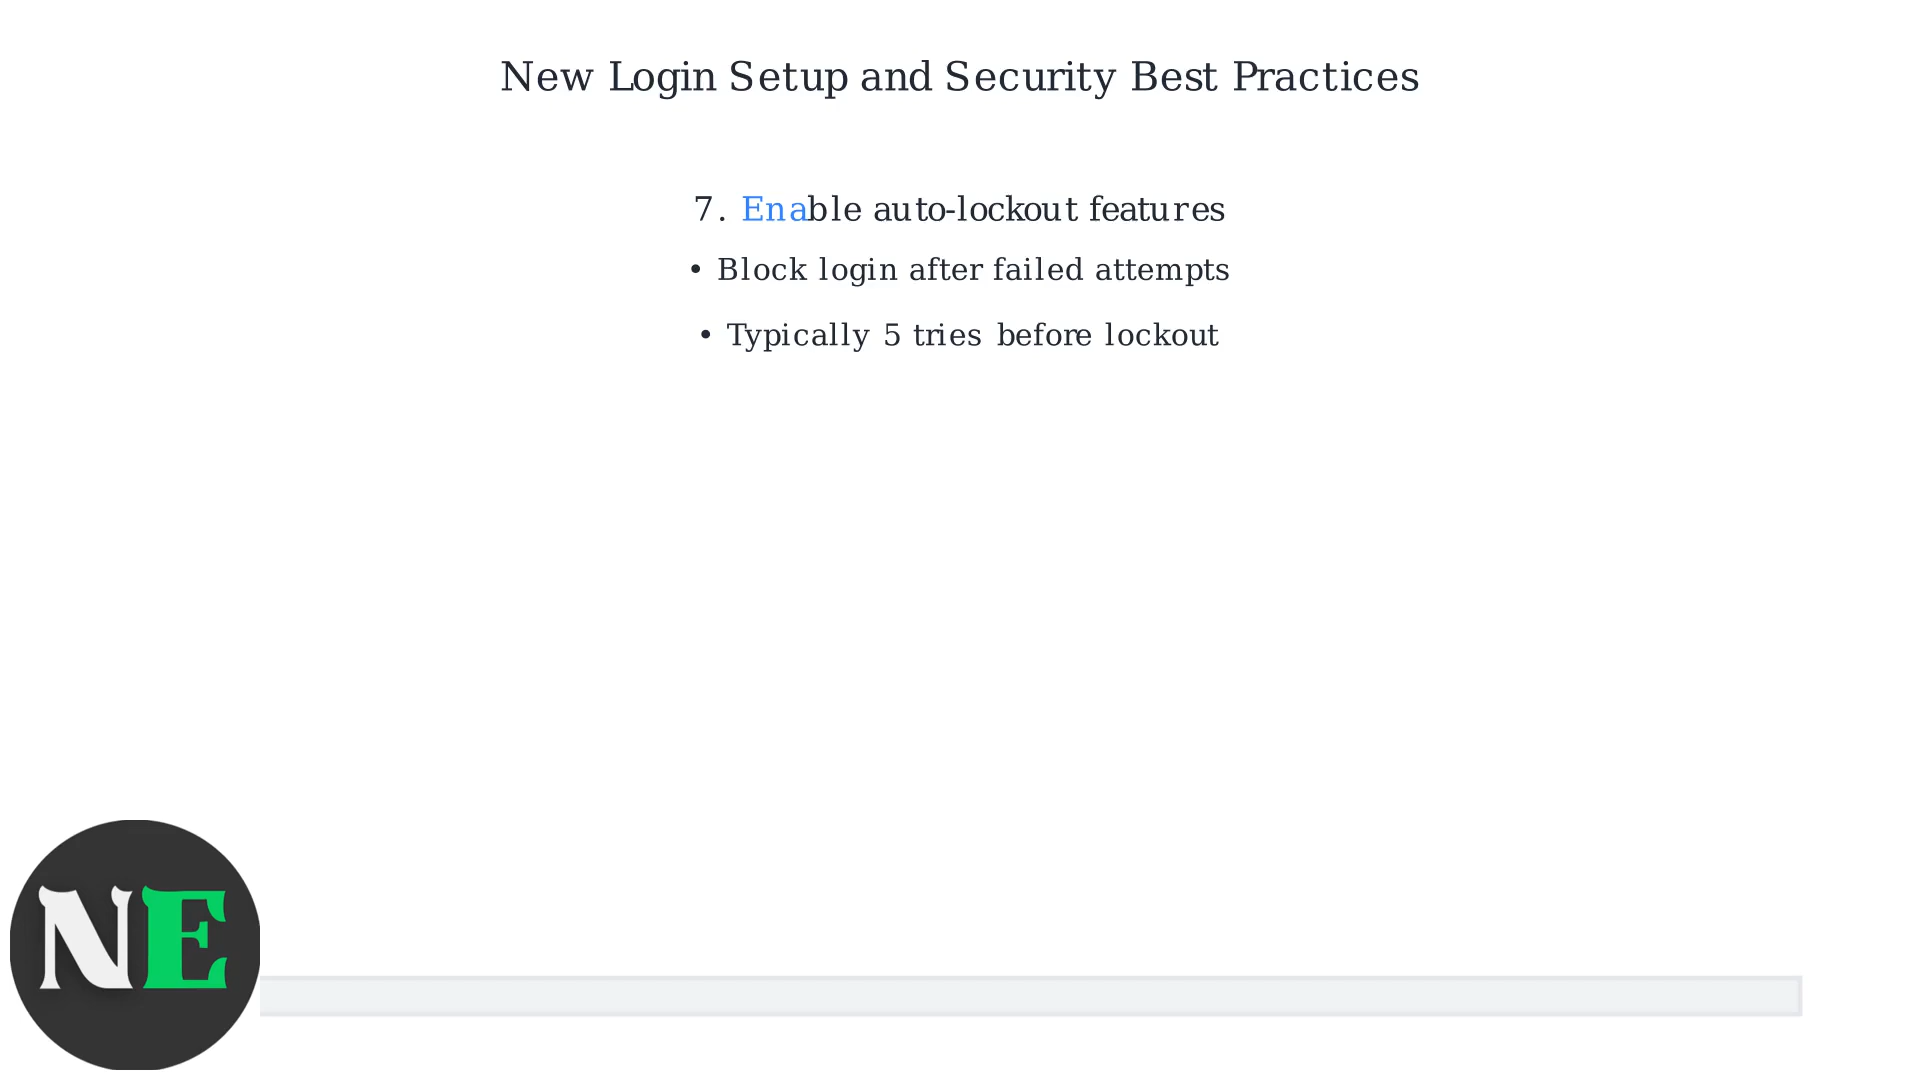 New Login Setup and Security Best Practices
7. Enable auto-lockout features
• Block login after failed attempts
• Typically 5 tries before lockout
NE